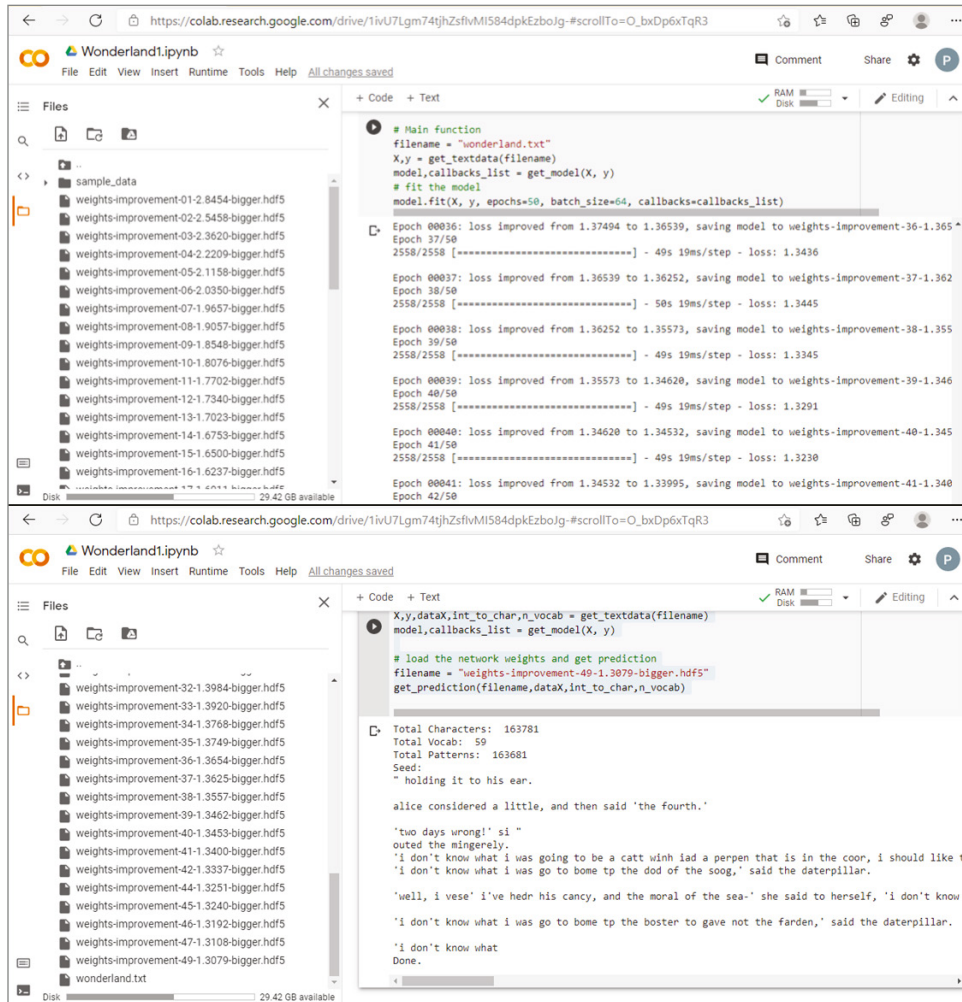 https://colab.research.google.com/drive/1ivU7Lgm74tjhZsflvMI584dpkEzboJg-#scrollTo=O_bxDp6xTqR3
Wonderland1.ipynb
Comment
Share
P
File Edit View Insert Runtime Tools Help All changes saved
Files
+ Code + Text
RAM
Disk
Editing
..
sample_data
weights-improvement-01-2.8454-bigger.hdf5
weights-improvement-02-2.5458-bigger.hdf5
weights-improvement-03-2.3620-bigger.hdf5
weights-improvement-04-2.2209-bigger.hdf5
weights-improvement-05-2.1158-bigger.hdf5
weights-improvement-06-2.0350-bigger.hdf5
weights-improvement-07-1.9657-bigger.hdf5
weights-improvement-08-1.9057-bigger.hdf5
weights-improvement-09-1.8548-bigger.hdf5
weights-improvement-10-1.8076-bigger.hdf5
weights-improvement-11-1.7702-bigger.hdf5
weights-improvement-12-1.7340-bigger.hdf5
weights-improvement-13-1.7023-bigger.hdf5
weights-improvement-14-1.6753-bigger.hdf5
weights-improvement-15-1.6500-bigger.hdf5
weights-improvement-16-1.6237-bigger.hdf5
Disk 29.42 GB available
# Main function
filename = "wonderland.txt"
X,y = get_textdata(filename)
model,callbacks_list = get_model(X, y)
# fit the model
model.fit(X, y, epochs=50, batch_size=64, callbacks=callbacks_list)
Epoch 00036: loss improved from 1.37494 to 1.36539, saving model to weights-improvement-36-1.365
Epoch 37/50
2558/2558 [==============================] - 49s 19ms/step - loss: 1.3436
Epoch 00037: loss improved from 1.36539 to 1.36252, saving model to weights-improvement-37-1.362
Epoch 38/50
2558/2558 [==============================] - 50s 19ms/step - loss: 1.3445
Epoch 00038: loss improved from 1.36252 to 1.35573, saving model to weights-improvement-38-1.355
Epoch 39/50
2558/2558 [==============================] - 49s 19ms/step - loss: 1.3345
Epoch 00039: loss improved from 1.35573 to 1.34620, saving model to weights-improvement-39-1.346
Epoch 40/50
2558/2558 [==============================] - 49s 19ms/step - loss: 1.3291
Epoch 00040: loss improved from 1.34620 to 1.34532, saving model to weights-improvement-40-1.345
Epoch 41/50
2558/2558 [==============================] - 49s 19ms/step - loss: 1.3230
Epoch 00041: loss improved from 1.34532 to 1.33995, saving model to weights-improvement-41-1.340
Epoch 42/50
https://colab.research.google.com/drive/1ivU7Lgm74tjhZsflvMI584dpkEzboJg-#scrollTo=O_bxDp6xTqR3
Wonderland1.ipynb
Comment
Share
P
File Edit View Insert Runtime Tools Help All changes saved
Files
+ Code + Text
RAM
Disk
Editing
..
weights-improvement-32-1.3984-bigger.hdf5
weights-improvement-33-1.3920-bigger.hdf5
weights-improvement-34-1.3768-bigger.hdf5
weights-improvement-35-1.3749-bigger.hdf5
weights-improvement-36-1.3654-bigger.hdf5
weights-improvement-37-1.3625-bigger.hdf5
weights-improvement-38-1.3557-bigger.hdf5
weights-improvement-39-1.3462-bigger.hdf5
weights-improvement-40-1.3453-bigger.hdf5
weights-improvement-41-1.3400-bigger.hdf5
weights-improvement-42-1.3337-bigger.hdf5
weights-improvement-44-1.3251-bigger.hdf5
weights-improvement-45-1.3240-bigger.hdf5
weights-improvement-46-1.3192-bigger.hdf5
weights-improvement-47-1.3108-bigger.hdf5
weights-improvement-49-1.3079-bigger.hdf5
wonderland.txt
Disk 29.42 GB available
X,y,dataX,int_to_char,n_vocab = get_textdata(filename)
model,callbacks_list = get_model(X, y)
# load the network weights and get prediction
filename = "weights-improvement-49-1.3079-bigger.hdf5"
get_prediction(filename,dataX,int_to_char,n_vocab)
Total Characters: 163781
Total Vocab: 59
Total Patterns: 163681
Seed:
" holding it to his ear.
alice considered a little, and then said 'the fourth.'
'two days wrong!' si "
outed the mingerely.
'i don't know what i was going to be a catt winh iad a perpen that is in the coor, i should like t
'i don't know what i was go to bome tp the dod of the soog,' said the daterpillar.
'well, i vese' i've hedr his cancy, and the moral of the sea-' she said to herself, 'i don't know
'i don't know what i was go to bome tp the boster to gave not the farden,' said the daterpillar.
'i don't know what
Done.